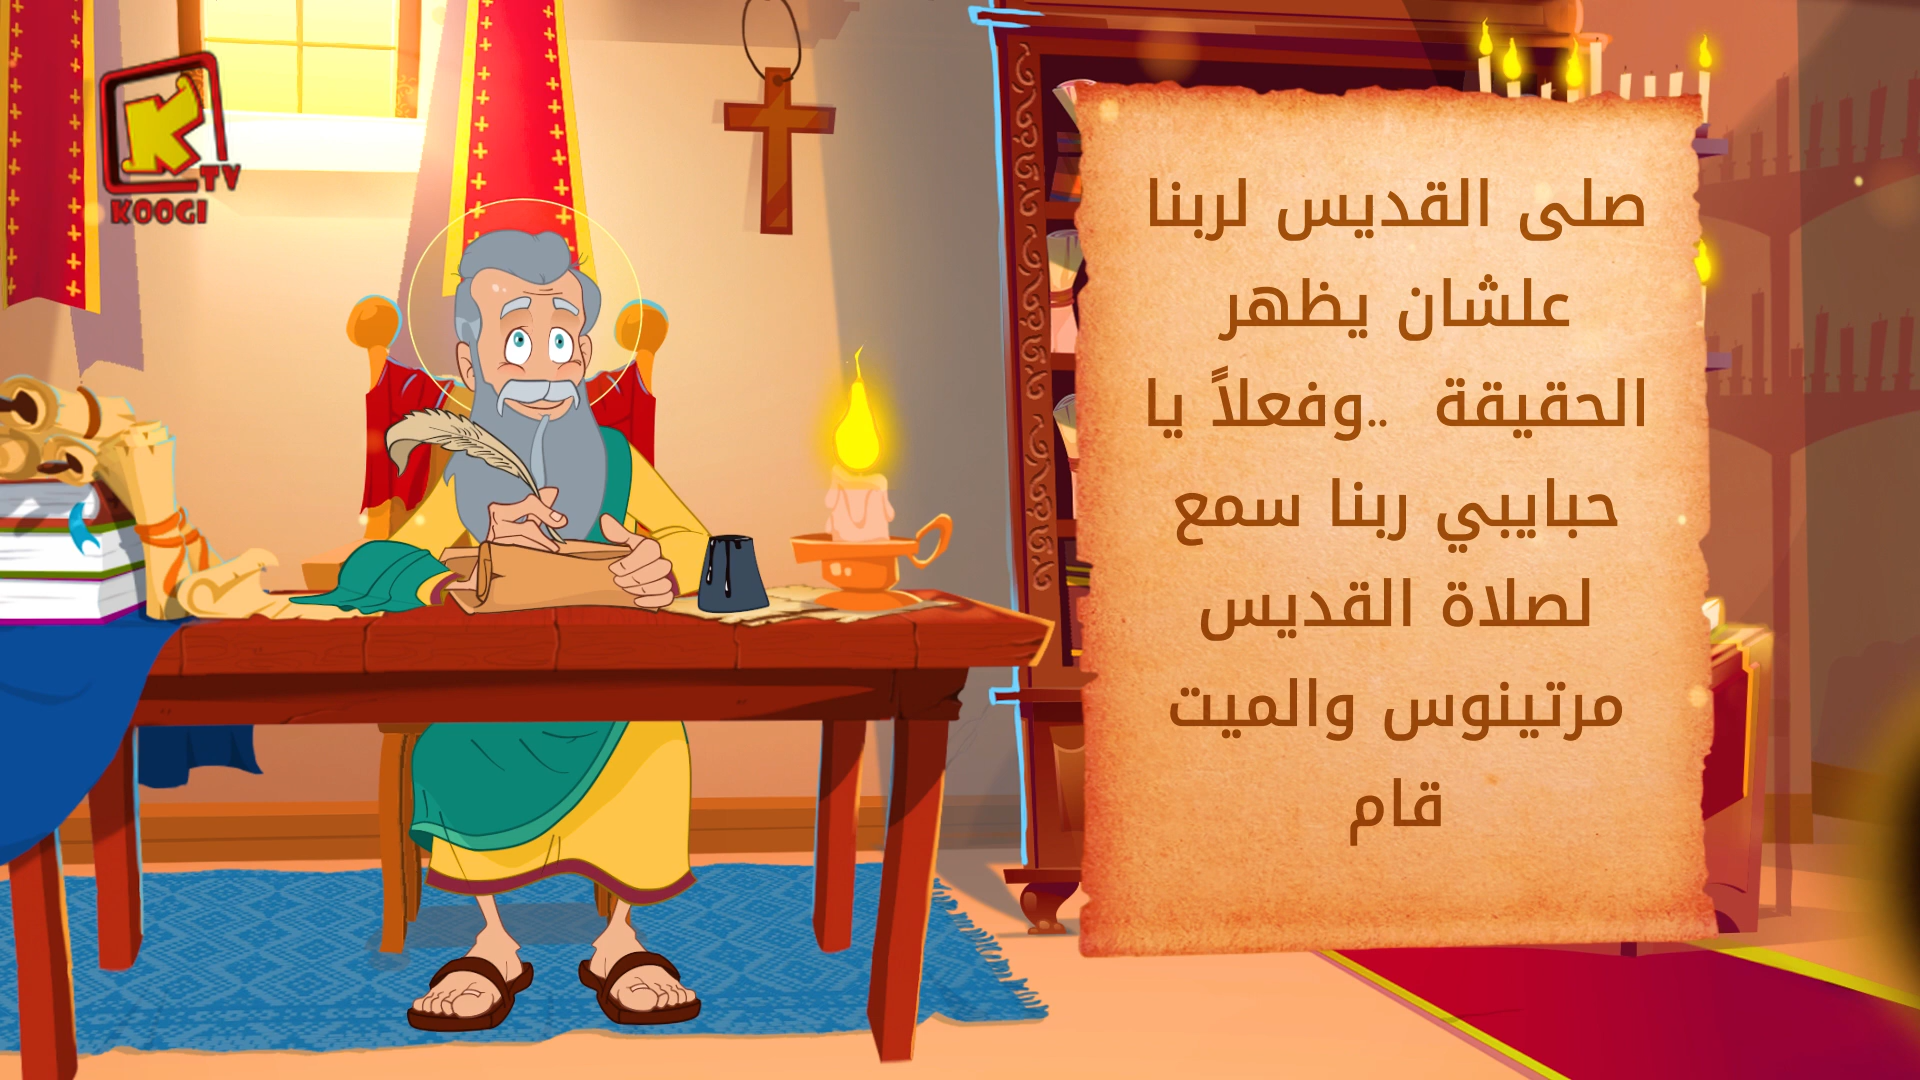 K
TV
KOOGI
صلى القديس لربنا
علشان يظهر
الحقيقة ..وفعلاً يا
حبايبي ربنا سمع
لصلاة القديس
مرتينوس والميت
قام